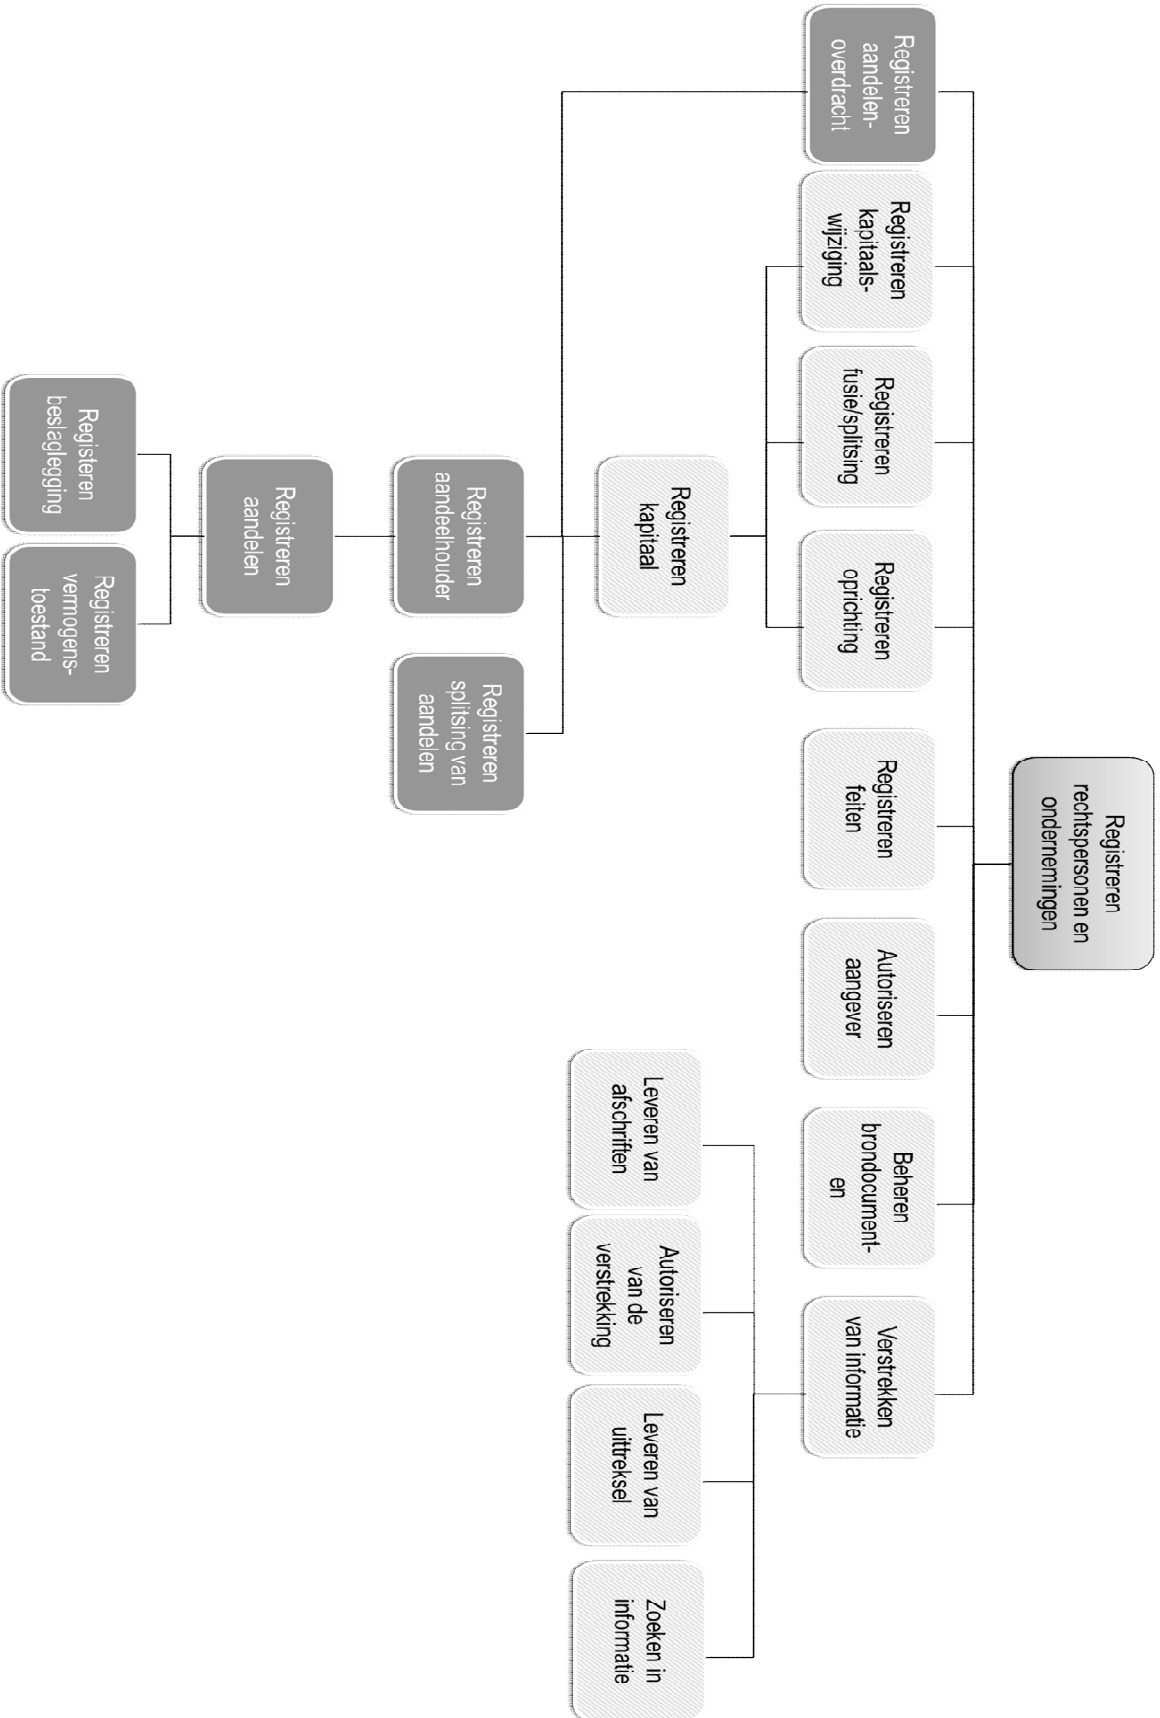 Registreren
rechtspersonen en
ondernemingen
Registreren
aandelen-
overdracht
Registreren
kapitaals-
wijziging
Registreren
fusie/splitsing
Registreren
oprichting
Registreren
feiten
Autoriseren
aangever
Beheren
brondocument-
en
Verstrekken
van informatie
Registreren
kapitaal
Leveren van
afschriften
Autoriseren
van de
verstrekking
Leveren van
uittreksel
Zoeken in
informatie
Registreren
aandeelhouder
Registreren
splitsing van
aandelen
Registreren
aandelen
Registeren
beslaglegging
Registreren
vermogens-
toestand